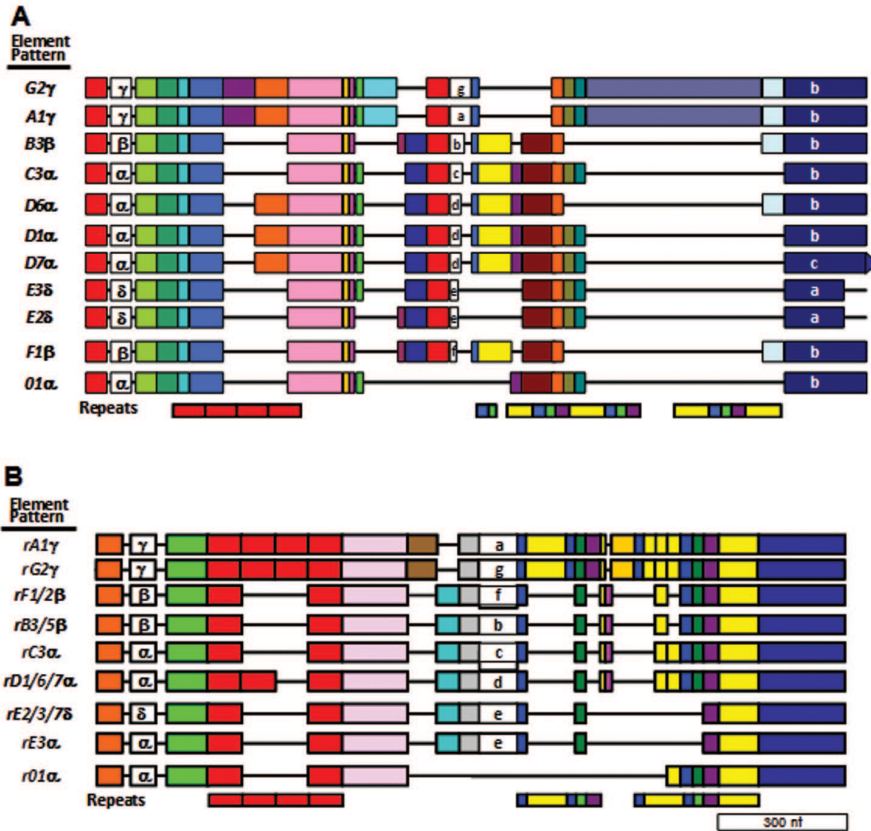 A
Element
Pattern
G2γ γ g b
A1γ γ a b
B3β β b b
C3α α c b
D6α α d b
D1α α d b
D7α α d c
E3δ δ e a
E2δ δ e a
F1β β f b
01α α b
Repeats
B
Element
Pattern
rA1γ γ a
rG2γ γ g
rF1/2β β f
rB3/5β β b
rC3α α c
rD1/6/7α α d
rE2/3/7δ δ e
rE3α α e
r01α α
Repeats
300 nt